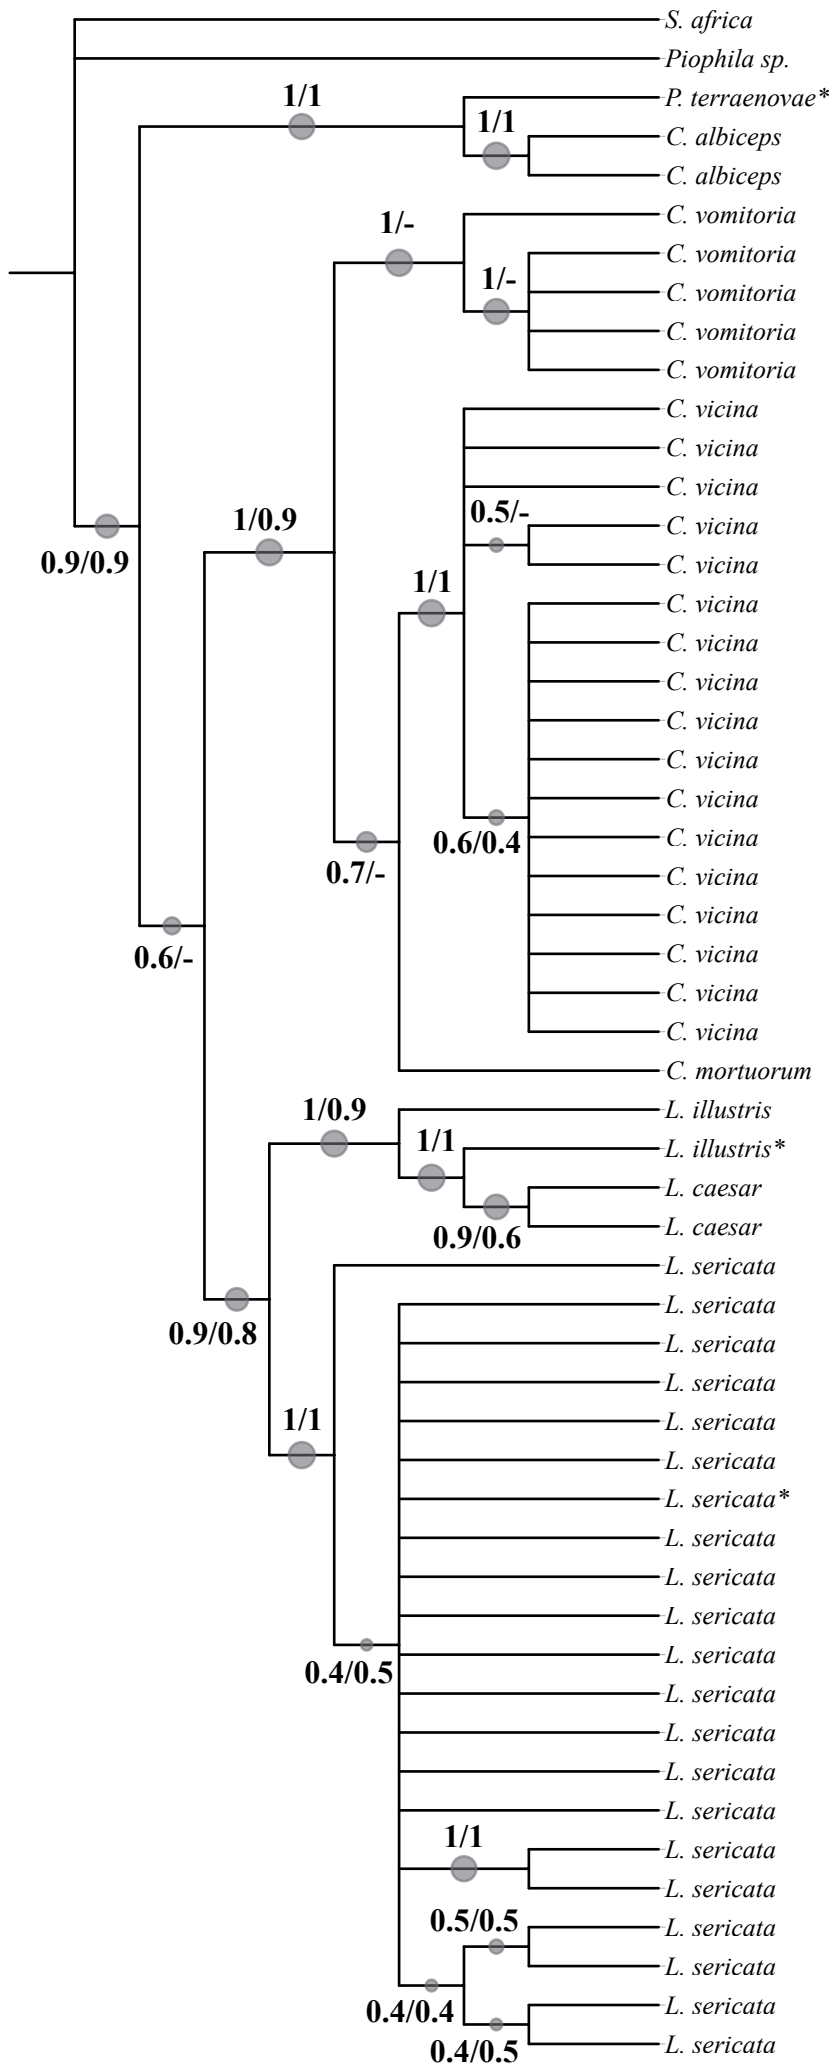 S. africa
Piophila sp.
1/1
P. terraenovae*
1/1
C. albiceps
C. albiceps
1/-
C. vomitoria
C. vomitoria
1/-
C. vomitoria
C. vomitoria
C. vomitoria
C. vicina
C. vicina
C. vicina
0.5/-
1/0.9
C. vicina
0.9/0.9
C. vicina
1/1
C. vicina
C. vicina
C. vicina
C. vicina
C. vicina
C. vicina
C. vicina
0.6/0.4
0.7/-
C. vicina
C. vicina
C. vicina
0.6/-
C. vicina
C. vicina
C. mortuorum
1/0.9
L. illustris
1/1
L. illustris*
L. caesar
L. caesar
0.9/0.6
L. sericata
L. sericata
0.9/0.8
L. sericata
L. sericata
1/1
L. sericata
L. sericata
L. sericata*
L. sericata
L. sericata
L. sericata
L. sericata
0.4/0.5
L. sericata
L. sericata
L. sericata
L. sericata
1/1
L. sericata
L. sericata
0.5/0.5
L. sericata
L. sericata
0.4/0.4
L. sericata
L. sericata
0.4/0.5